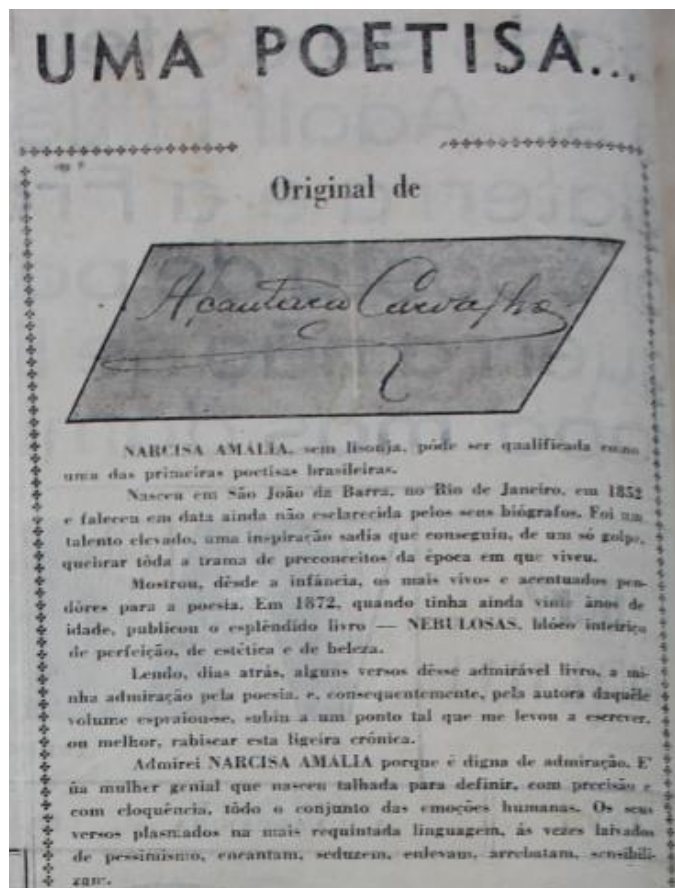 UMA POETISA...
Original de
Acantisa Carvalho
NARCISA AMÁLIA, sem lisonja, póde ser qualificada como
uma das primeiras poetisas brasileiras.
Nasceu em São João da Barra, no Rio de Janeiro, em 1852
e faleceu em data ainda não esclarecida pelos seus biógrafos. Foi um
talento elevado, uma inspiração sadia que conseguiu, de um só golpe,
quebrar tôda a trama de preconceitos da época em que viveu.
Mostrou, dêsde a infância, os mais vivos e acentuados pen-
dôres para a poesia. Em 1872, quando tinha ainda vinte ânos de
idade, publicou o esplêndido livro — NEBULOSAS, blóco inteiriço
de perfeição, de estética e de beleza.
Lendo, dias atrás, alguns versos dêsse admirável livro, a mi-
nha admiração pela poesia, e, consequentemente, pela autora daquêle
volume espraiou-se, subiu a um ponto tal que me levou a escrever,
ou melhor, rabiscar esta ligeira crônica.
Admirei NARCISA AMÁLIA porque é digna de admiração. E'
ũa mulher genial que nasceu talhada para definir, com precisão e
com eloquência, tôdo o conjunto das emoções humanas. Os seus
versos plasmados na mais requintada linguagem, ás vezes laivados
de pessimismo, encantam, seduzem, enlevam, arrebatam, sensibili-
zam.